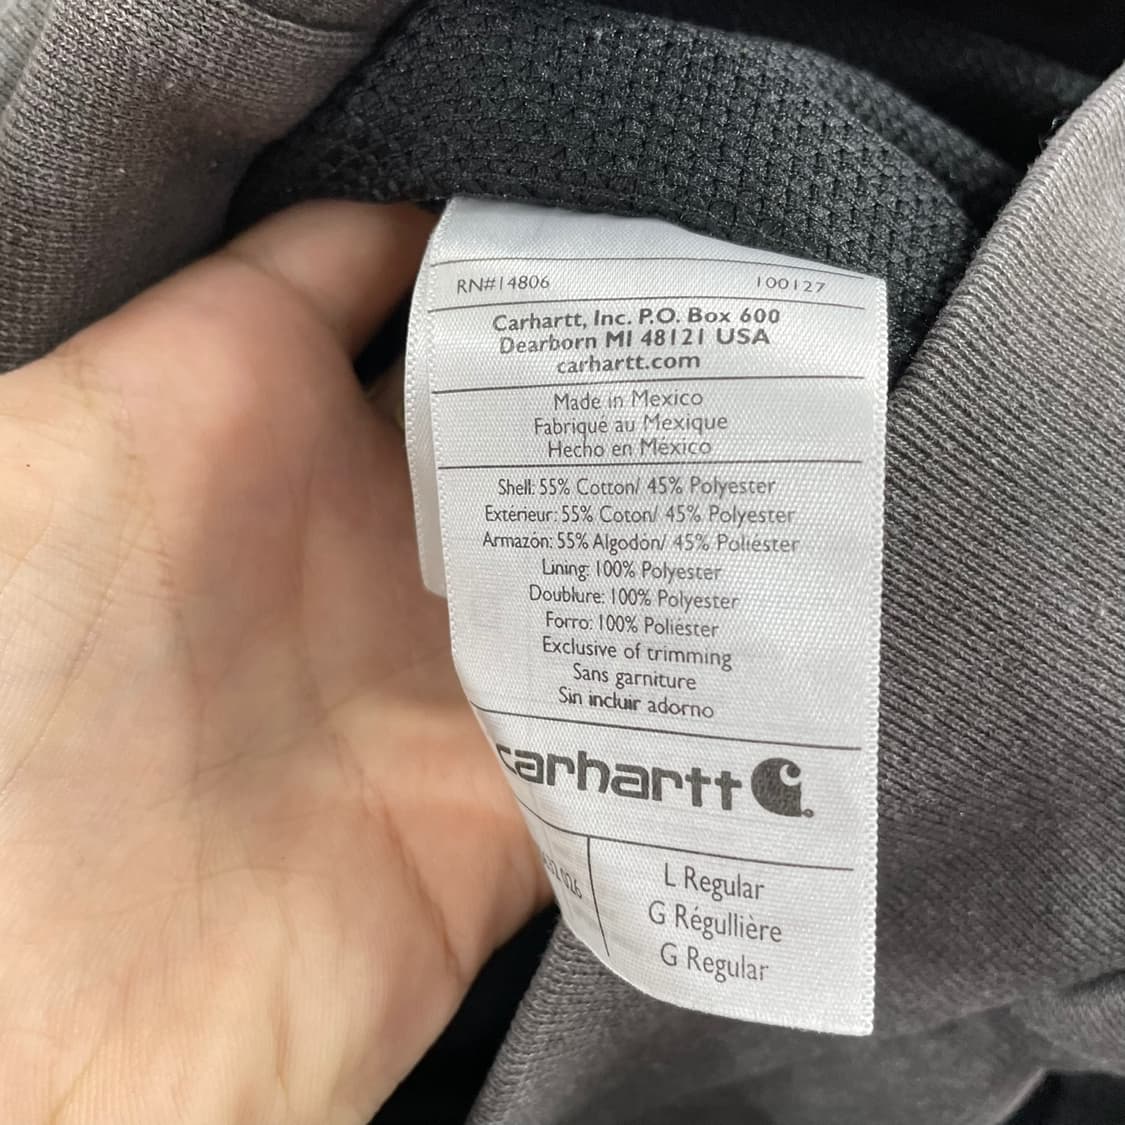 RN#14806 100127
Carhartt, Inc. P.O. Box 600
Dearborn MI 48121 USA
carhartt.com
Made in Mexico
Fabriqué au Mexique
Hecho en México
Shell: 55% Cotton/ 45% Polyester
Extérieur: 55% Coton/ 45% Polyester
Armazón: 55% Algodón/ 45% Poliéster
Lining: 100% Polyester
Doublure: 100% Polyester
Forro: 100% Poliéster
Exclusive of trimming
Sans garniture
Sin incluir adorno
carhartt
L Regular
G Régullière
G Regular